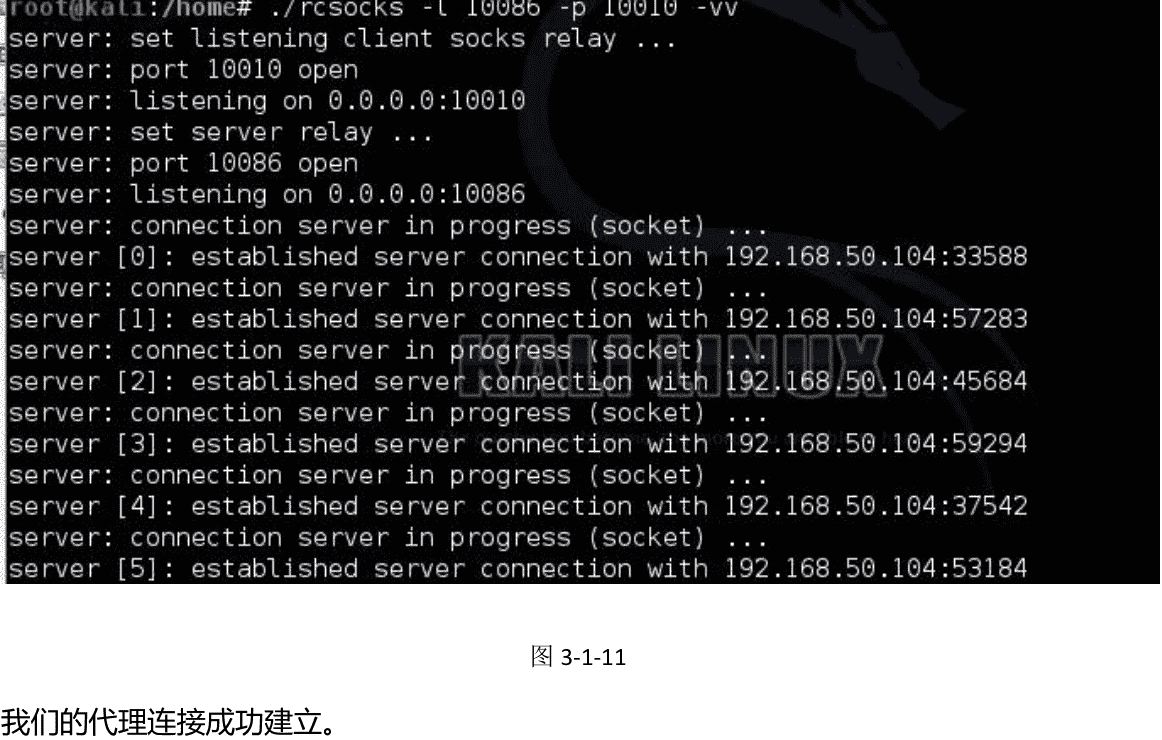 root@kali:/home# ./rcsocks -l 10086 -p 10010 -vv
server: set listening client socks relay ...
server: port 10010 open
server: listening on 0.0.0.0:10010
server: set server relay ...
server: port 10086 open
server: listening on 0.0.0.0:10086
server: connection server in progress (socket) ...
server [0]: established server connection with 192.168.50.104:33588
server: connection server in progress (socket) ...
server [1]: established server connection with 192.168.50.104:57283
server: connection server in progress (socket) ...
KALI LINUX
server [2]: established server connection with 192.168.50.104:45684
server: connection server in progress (socket) ...
server [3]: established server connection with 192.168.50.104:59294
server: connection server in progress (socket) ...
server [4]: established server connection with 192.168.50.104:37542
server: connection server in progress (socket) ...
server [5]: established server connection with 192.168.50.104:53184
图 3-1-11
我们的代理连接成功建立。